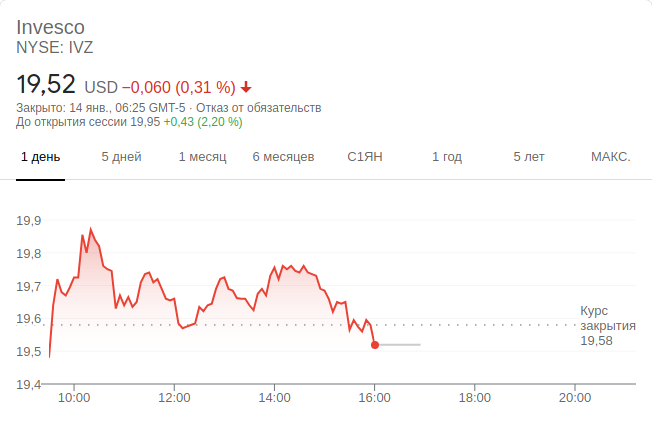 Invesco
NYSE: IVZ
19,52 USD −0,060 (0,31 %)
Закрыто: 14 янв., 06:25 GMT-5 · Отказ от обязательств
До открытия сессии 19,95 +0,43 (2,20 %)
1 день 5 дней 1 месяц 6 месяцев С1ЯН 1 год 5 лет МАКС.
19,9
19,8
19,7
19,6
19,5
19,4
Курс
закрытия
19,58
10:00 12:00 14:00 16:00 18:00 20:00